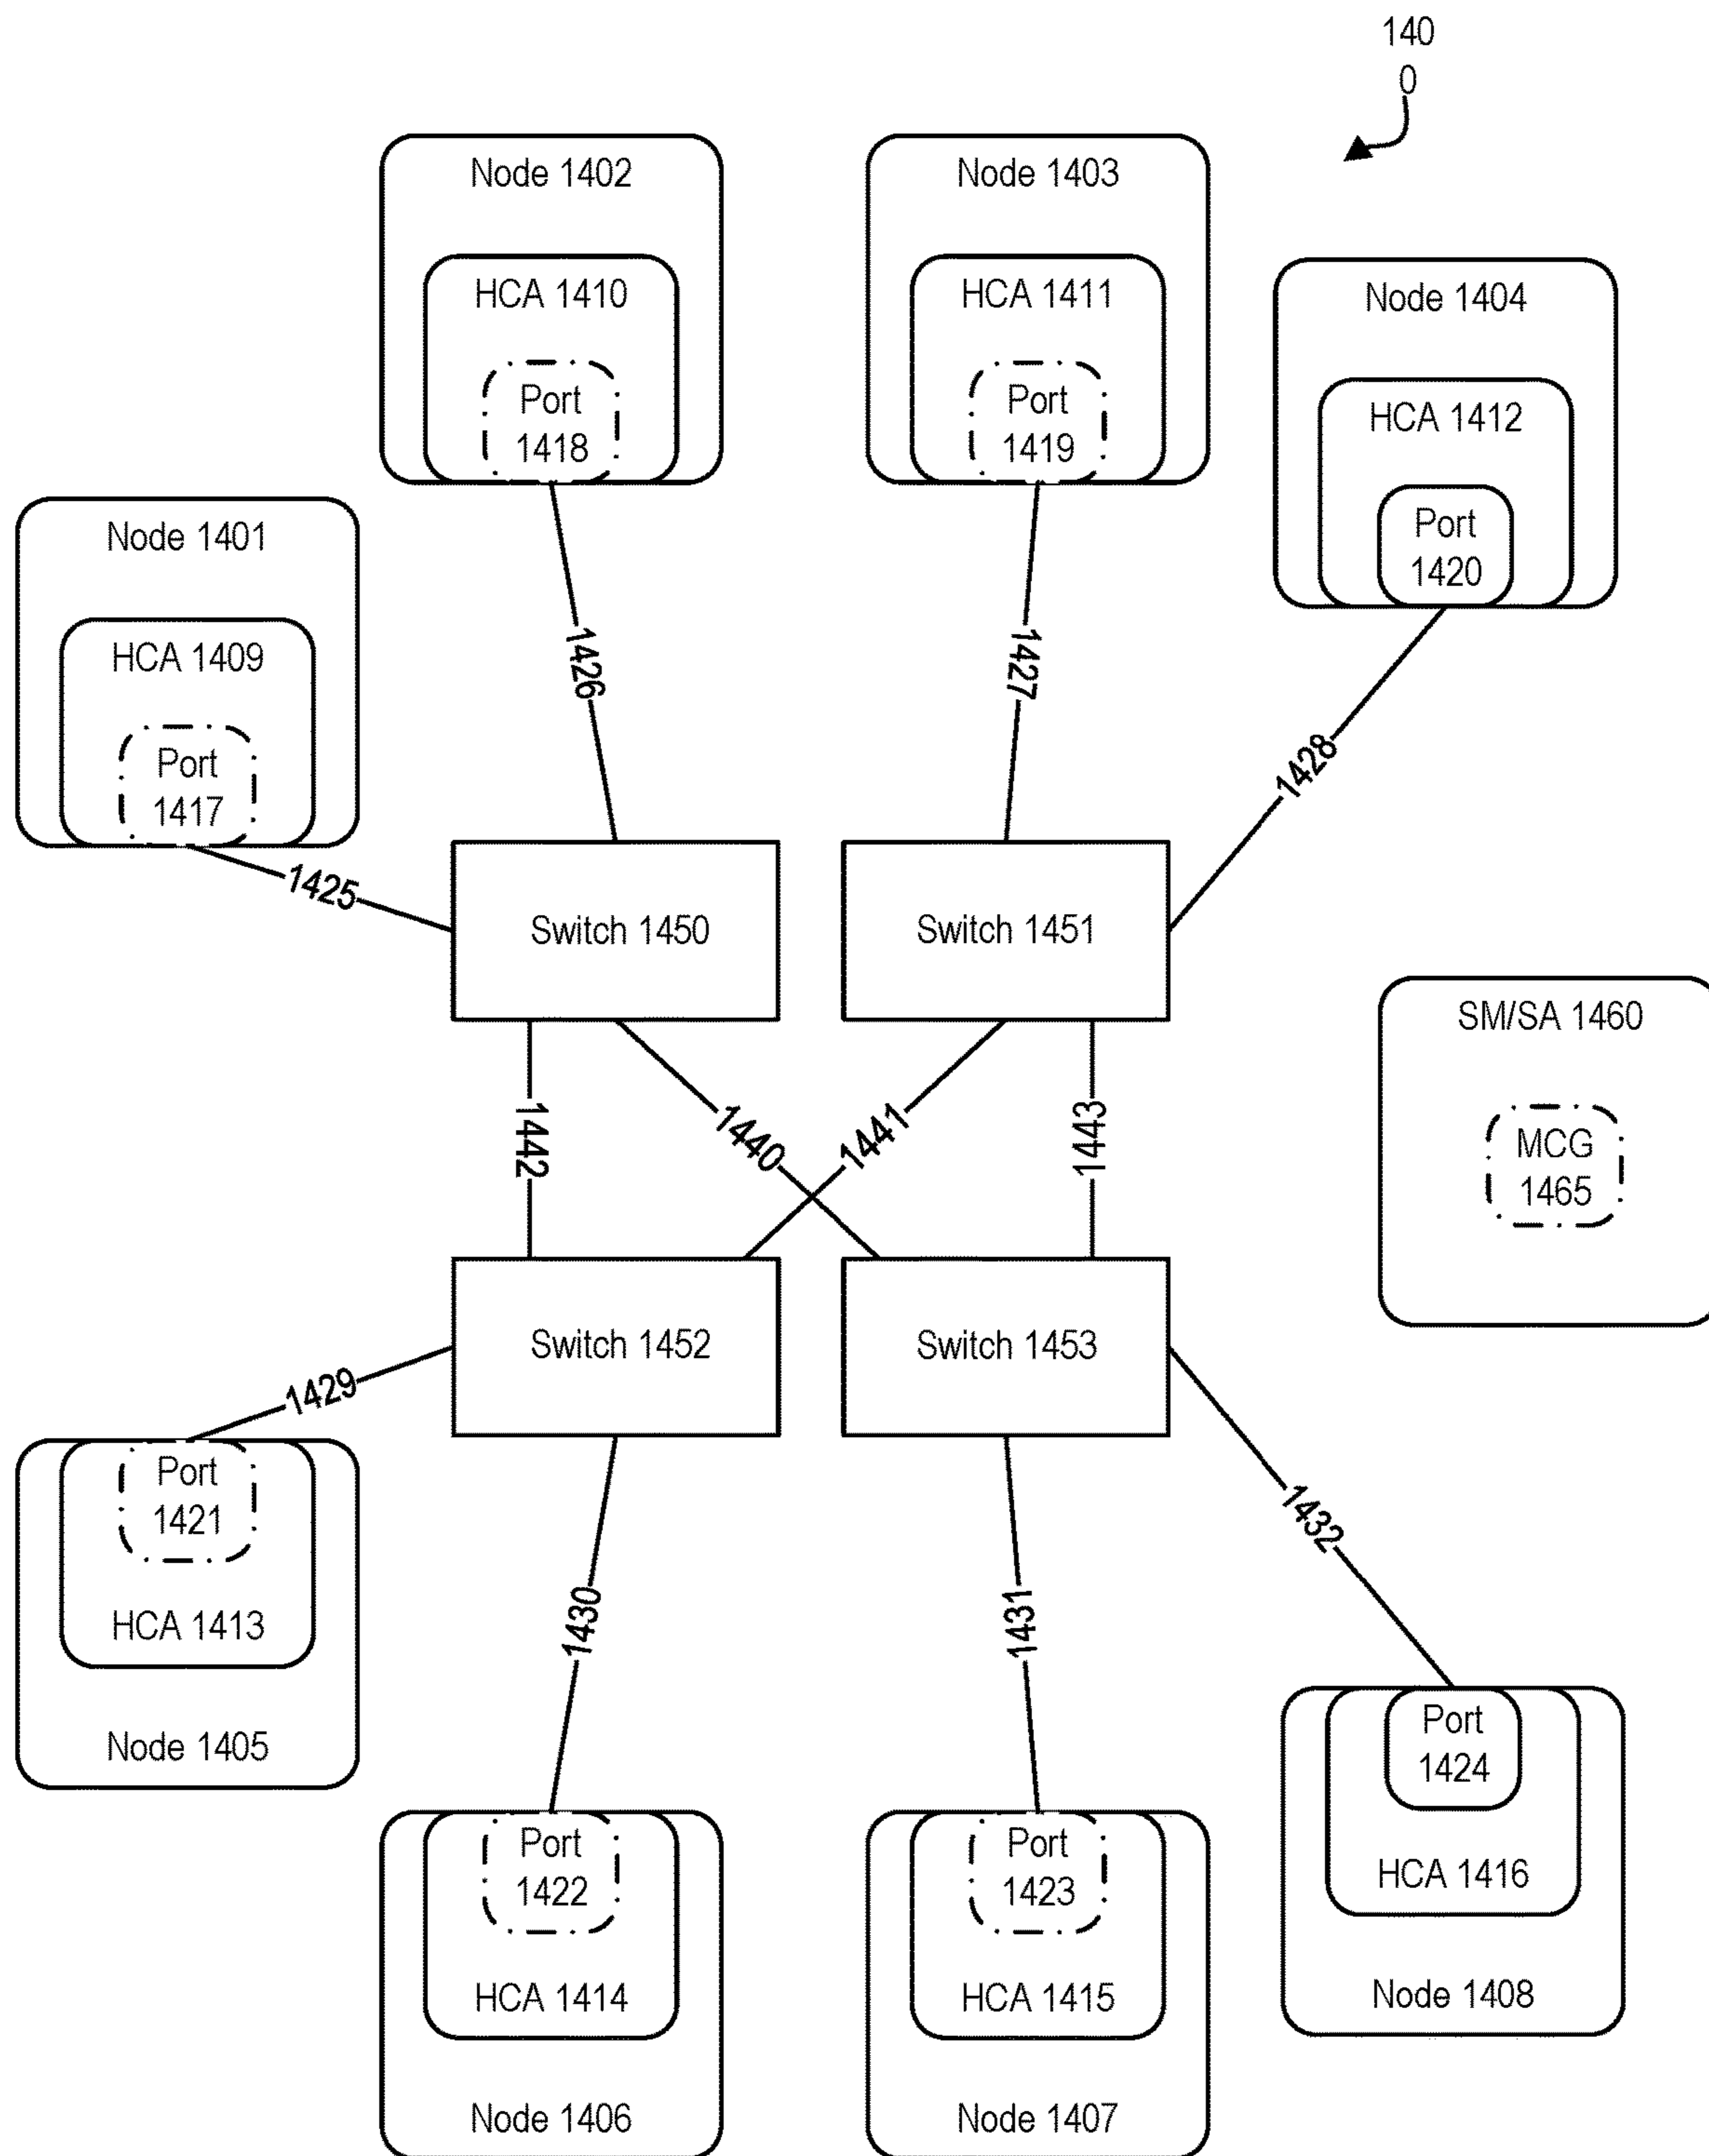 140
0
Node 1402
HCA 1410
Port
1418
Node 1403
HCA 1411
Port
1419
Node 1404
HCA 1412
Port
1420
Node 1401
HCA 1409
Port
1417
1426
1427
1428
1425
Switch 1450
Switch 1451
SM/SA 1460
MCG
1465
1442
1440
1441
1443
Switch 1452
Switch 1453
1429
1430
1431
1432
Port
1421
HCA 1413
Node 1405
Port
1422
HCA 1414
Node 1406
Port
1423
HCA 1415
Node 1407
Port
1424
HCA 1416
Node 1408